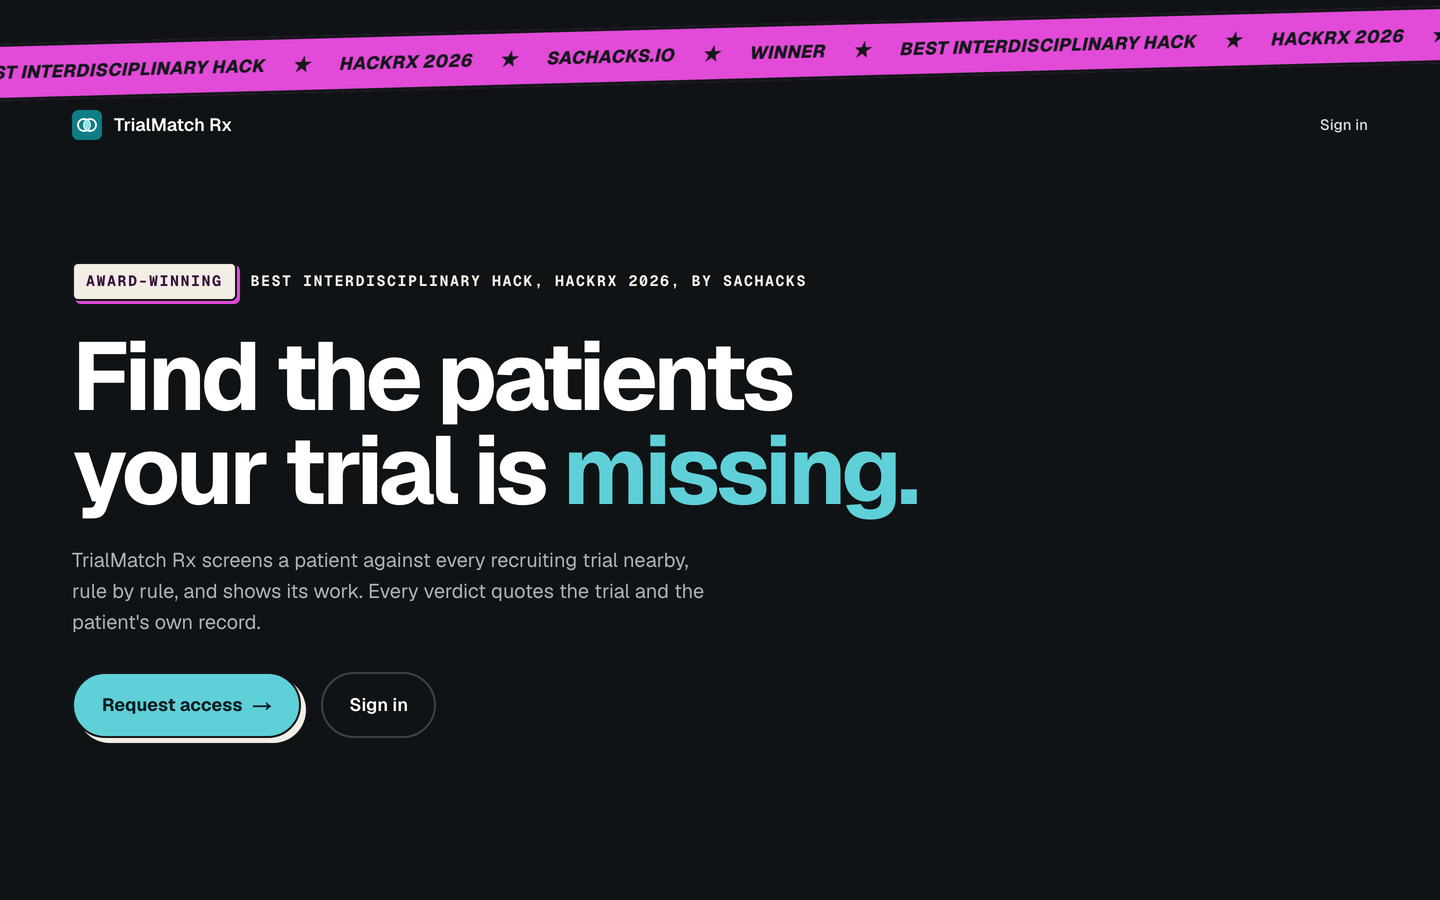 ST INTERDISCIPLINARY HACK ★ HACKRX 2026 ★ SACHACKS.IO ★ WINNER ★ BEST INTERDISCIPLINARY HACK ★ HACKRX 2026 ★
TrialMatch Rx
Sign in
AWARD-WINNING BEST INTERDISCIPLINARY HACK, HACKRX 2026, BY SACHACKS
Find the patients
your trial is missing.
TrialMatch Rx screens a patient against every recruiting trial nearby,
rule by rule, and shows its work. Every verdict quotes the trial and the
patient's own record.
Request access →
Sign in